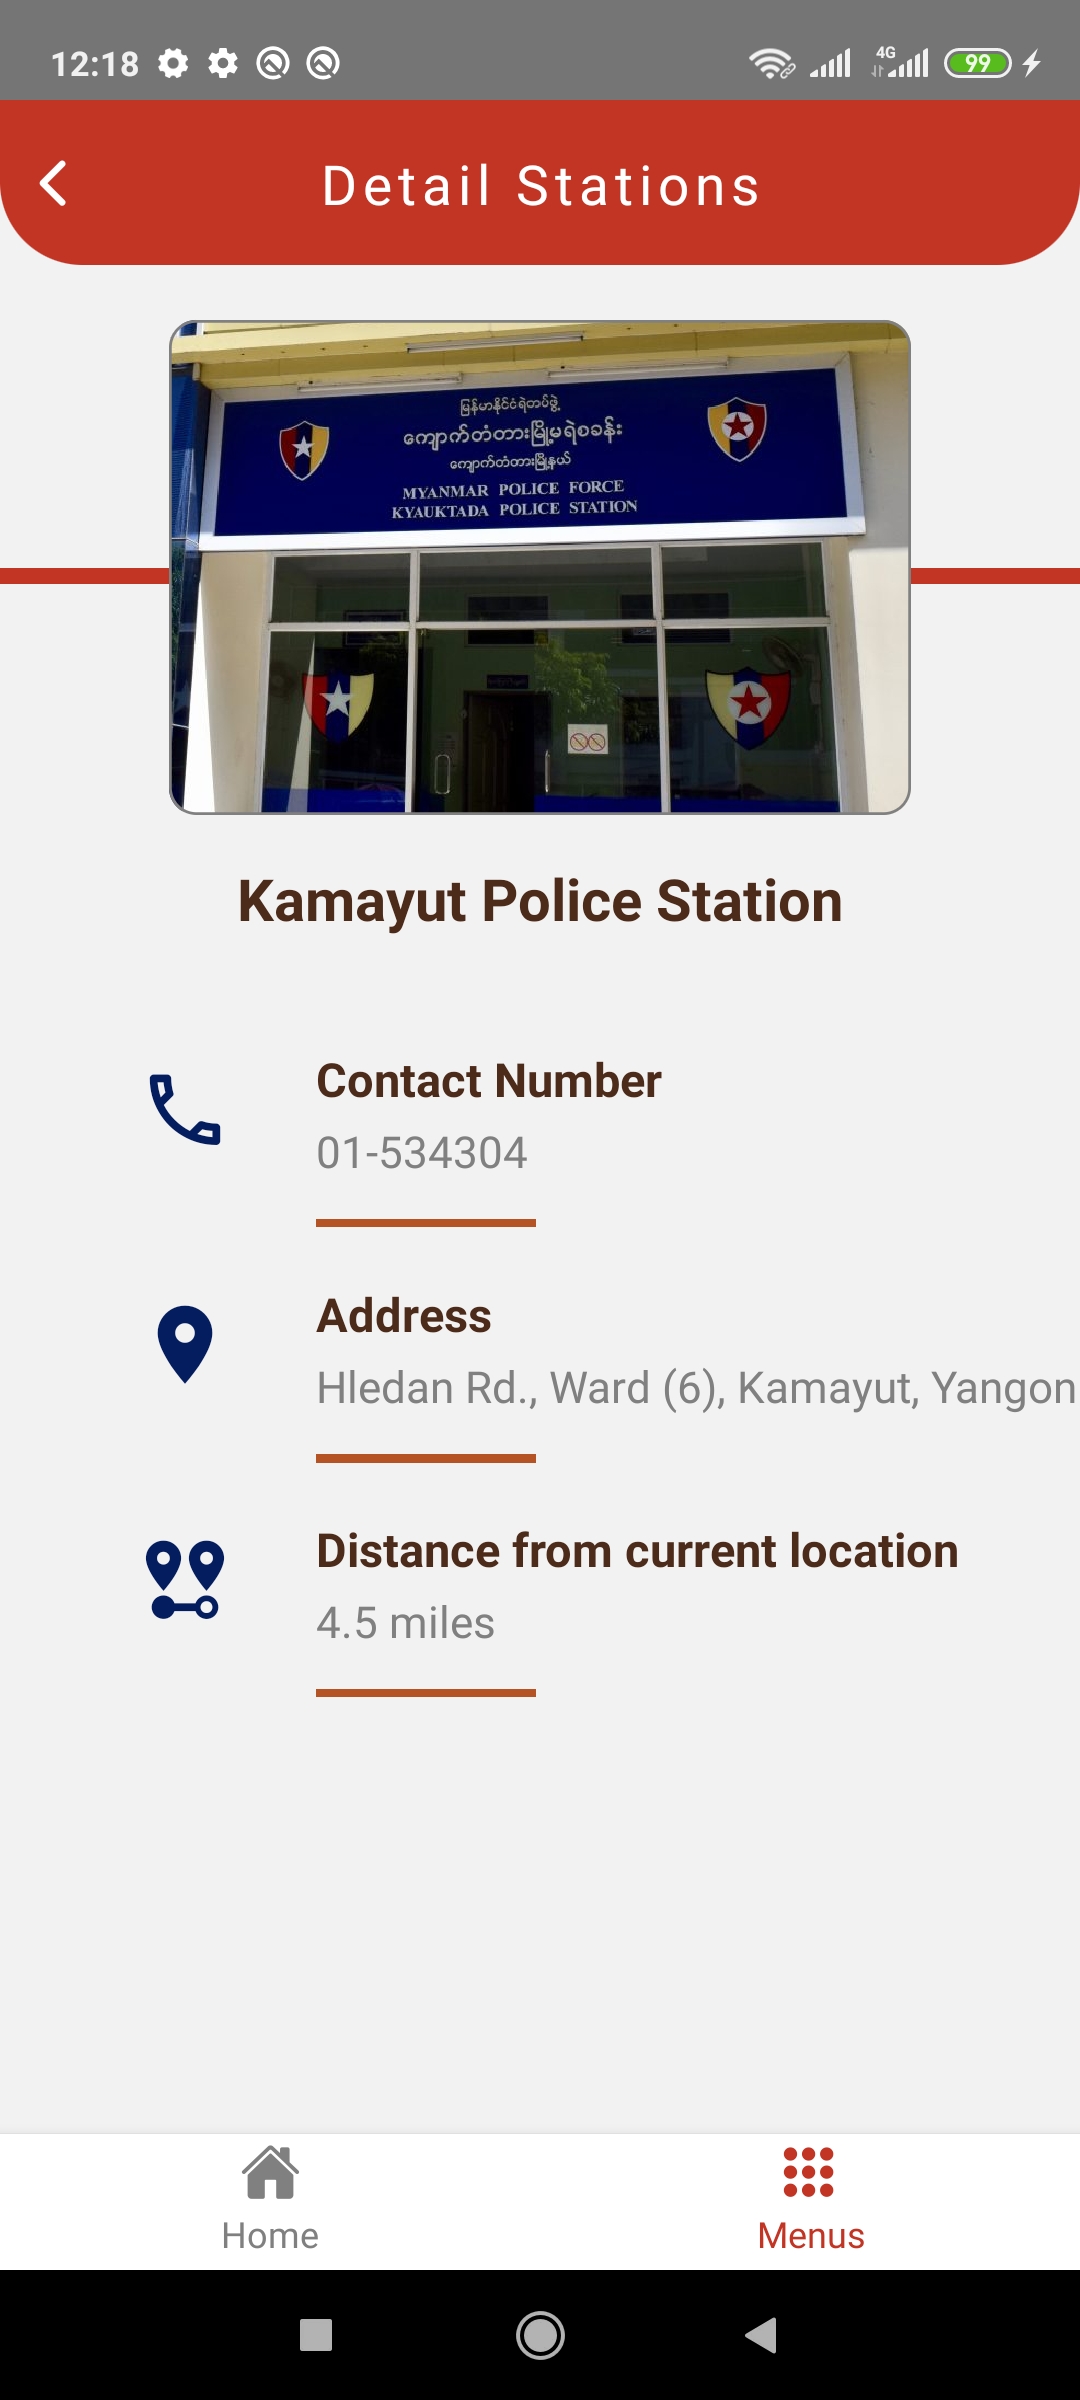 12:18
4G
99
Detail Stations
မြန်မာနိုင်ငံရဲတပ်ဖွဲ့
ကျောက်တံတားမြို့မရဲစခန်း
ကျောက်တံတားမြို့နယ်
MYANMAR POLICE FORCE
KYAUKTADA POLICE STATION
Kamayut Police Station
Contact Number
01-534304
Address
Hledan Rd., Ward (6), Kamayut, Yangon
Distance from current location
4.5 miles
Home
Menus